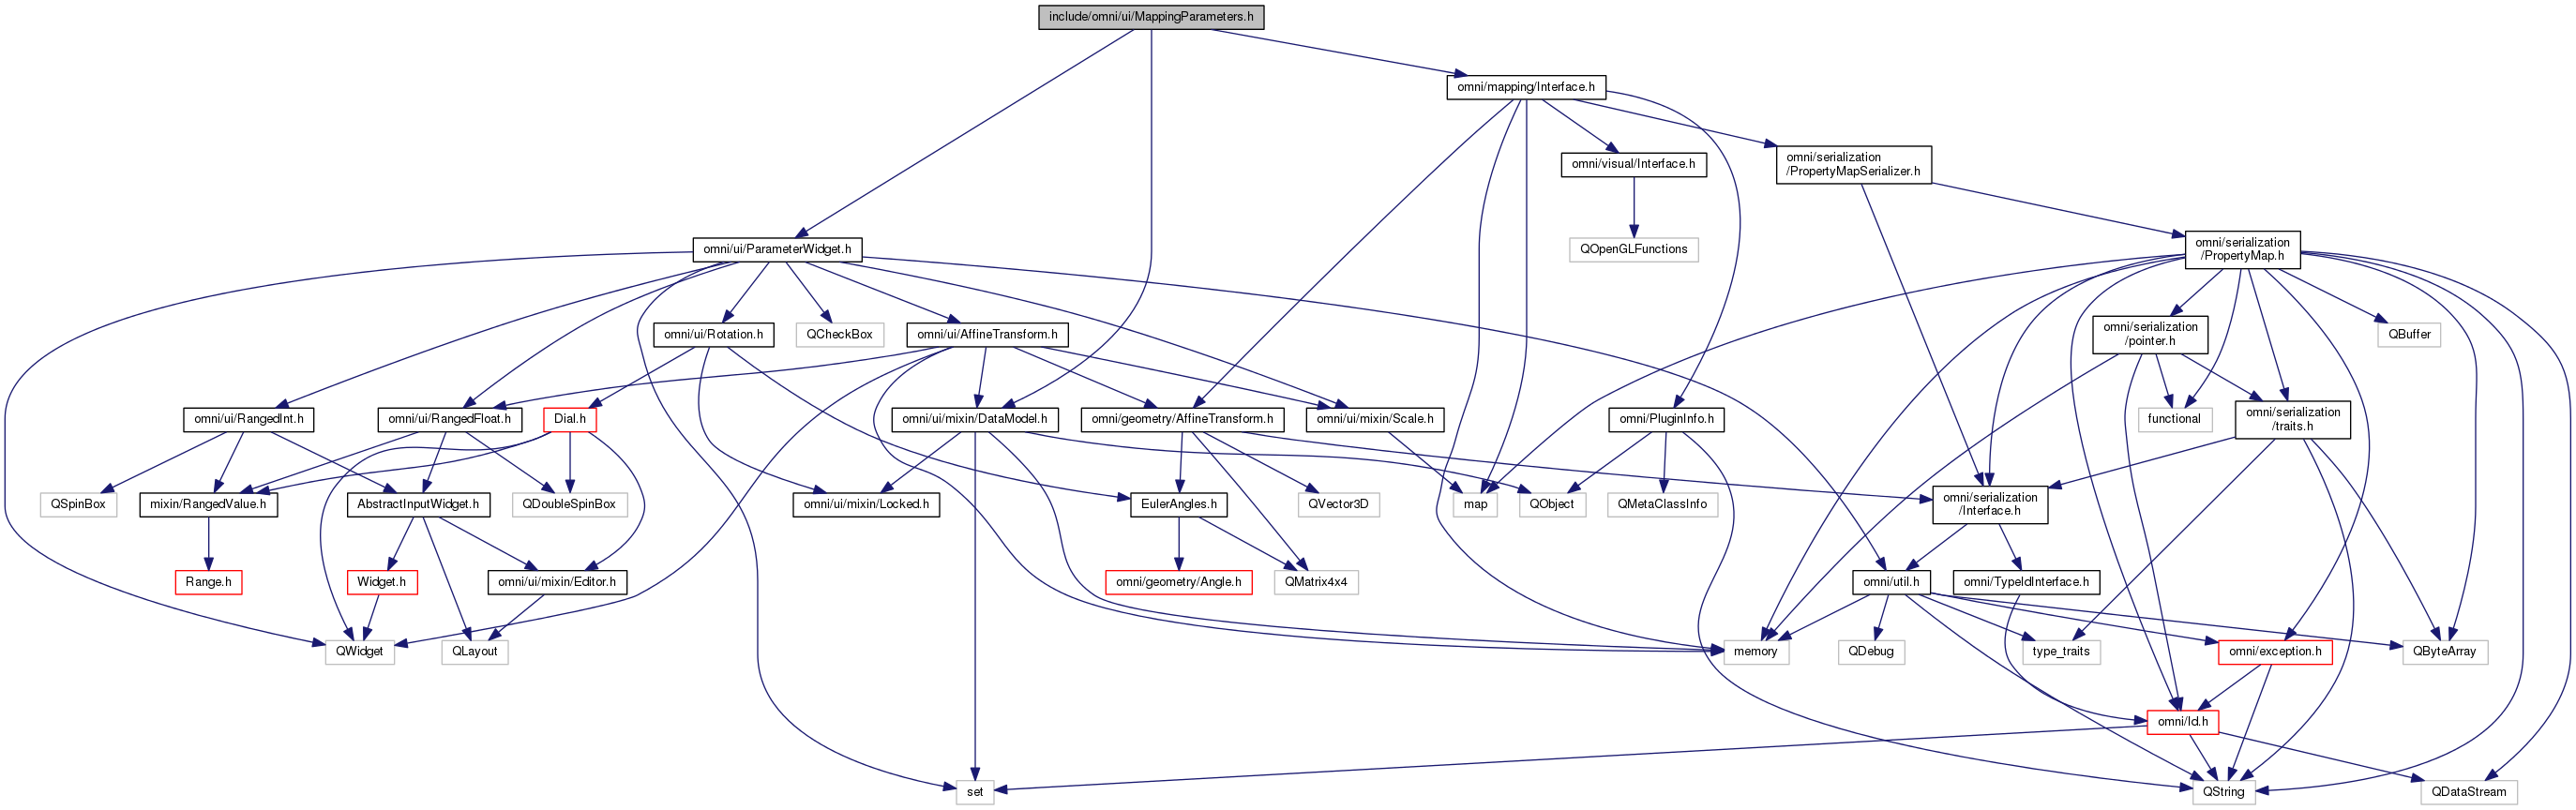 include/omni/ui/MappingParameters.h
omni/mapping/Interface.h
omni/visual/Interface.h
omni/serialization
/PropertyMapSerializer.h
omni/ui/ParameterWidget.h
QOpenGLFunctions
omni/serialization
/PropertyMap.h
omni/ui/Rotation.h
QCheckBox
omni/ui/AffineTransform.h
omni/serialization
/pointer.h
QBuffer
omni/ui/RangedInt.h
omni/ui/RangedFloat.h
Dial.h
omni/ui/mixin/DataModel.h
omni/geometry/AffineTransform.h
omni/ui/mixin/Scale.h
omni/PluginInfo.h
functional
omni/serialization
/traits.h
QSpinBox
mixin/RangedValue.h
AbstractInputWidget.h
QDoubleSpinBox
omni/ui/mixin/Locked.h
EulerAngles.h
QVector3D
map
QObject
QMetaClassInfo
omni/serialization
/Interface.h
Range.h
Widget.h
omni/ui/mixin/Editor.h
omni/geometry/Angle.h
QMatrix4x4
omni/util.h
omni/TypeIdInterface.h
QWidget
QLayout
memory
QDebug
type_traits
omni/exception.h
QByteArray
omni/Id.h
set
QString
QDataStream